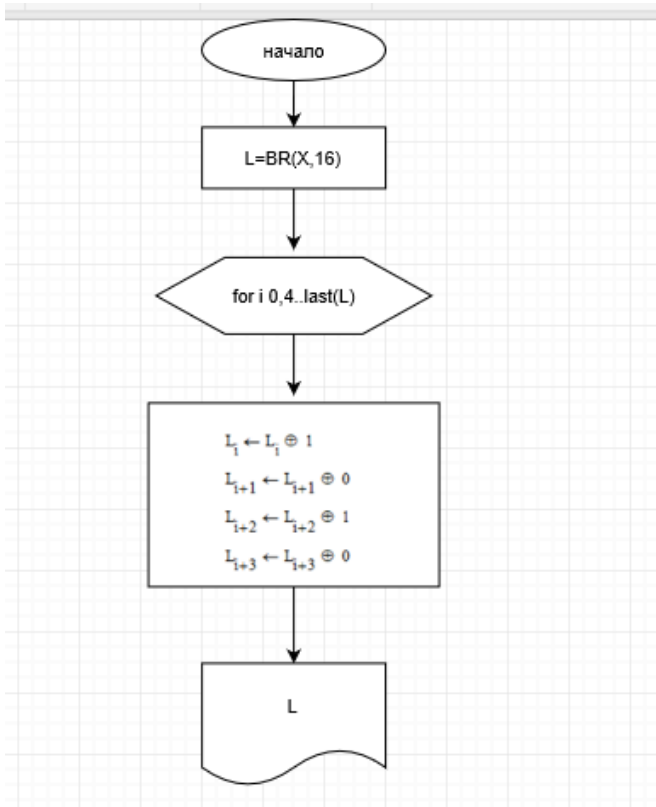 начало
L=BR(X,16)
for i 0,4..last(L)
L_i ← L_i ⊕ 1
L_{i+1} ← L_{i+1} ⊕ 0
L_{i+2} ← L_{i+2} ⊕ 1
L_{i+3} ← L_{i+3} ⊕ 0
L